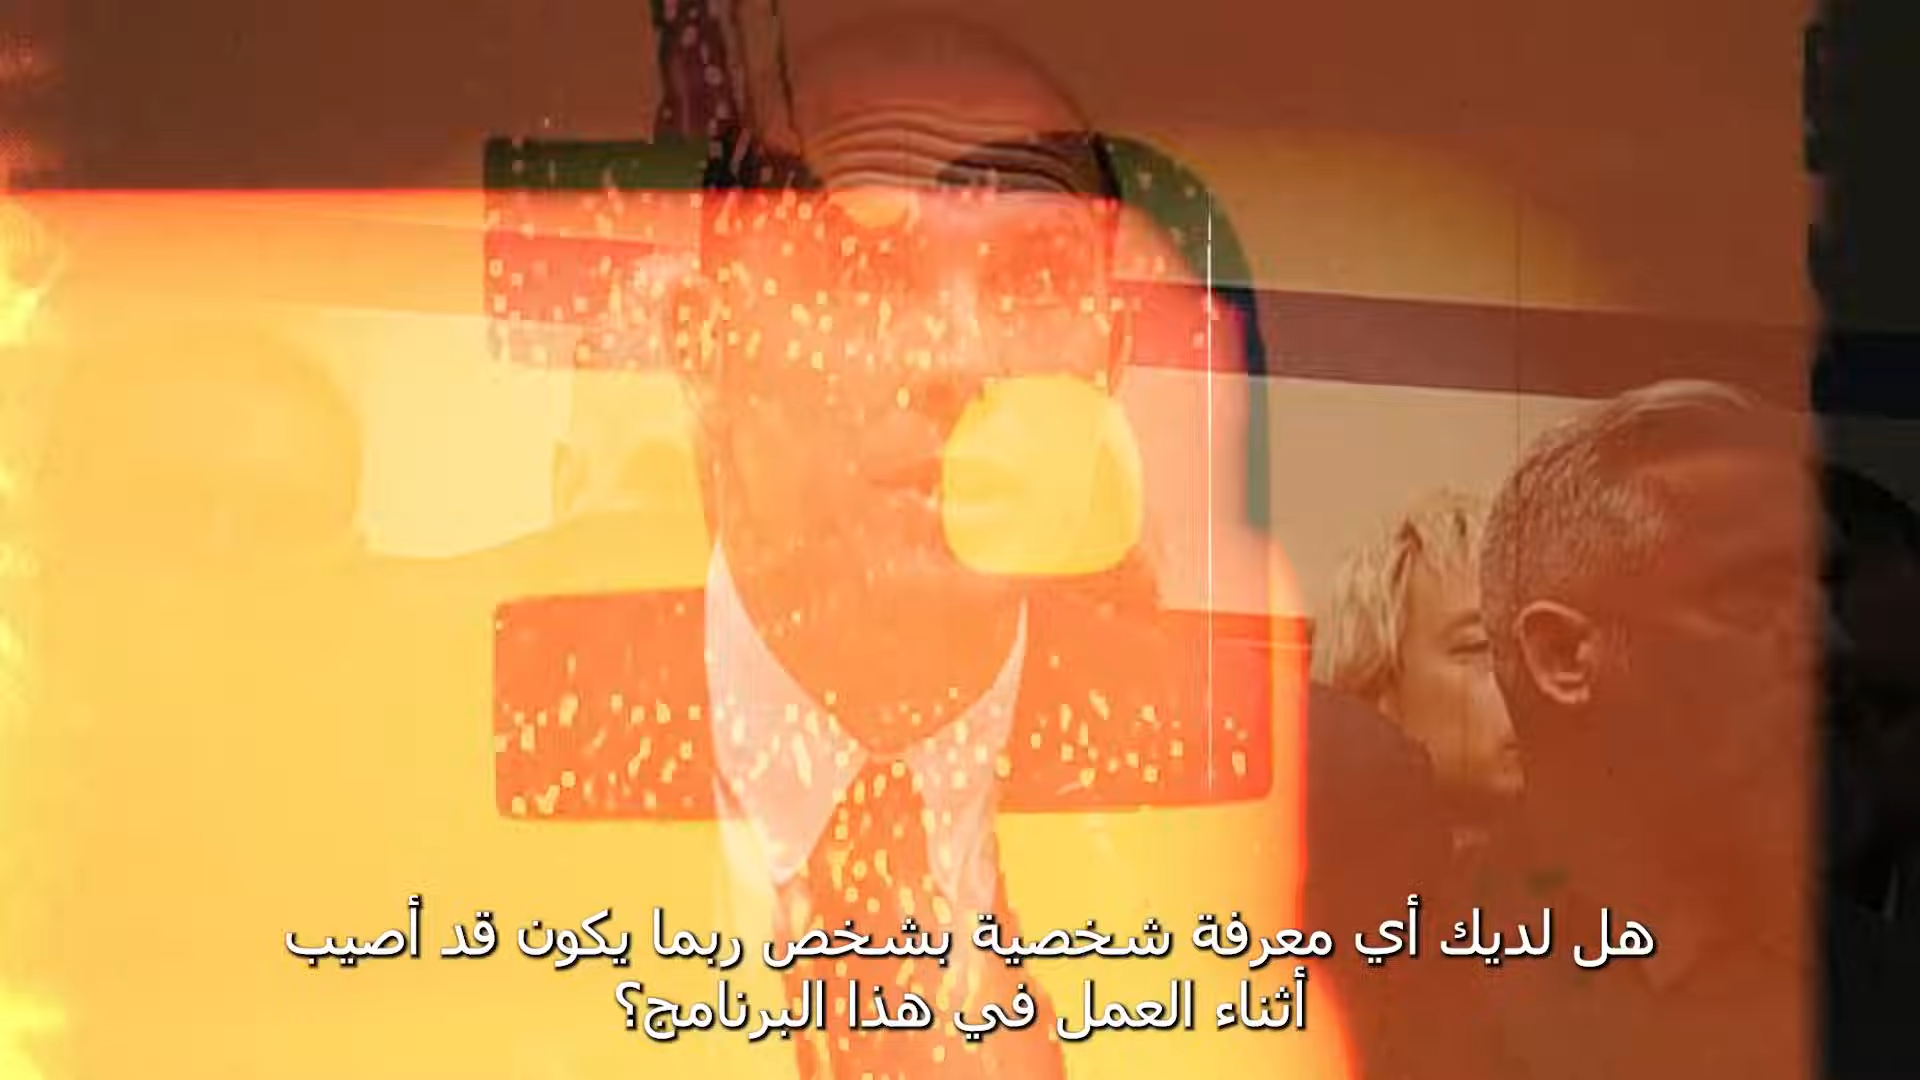 هل لديك أي معرفة شخصية بشخص ربما يكون قد أصيب
أثناء العمل في هذا البرنامج؟